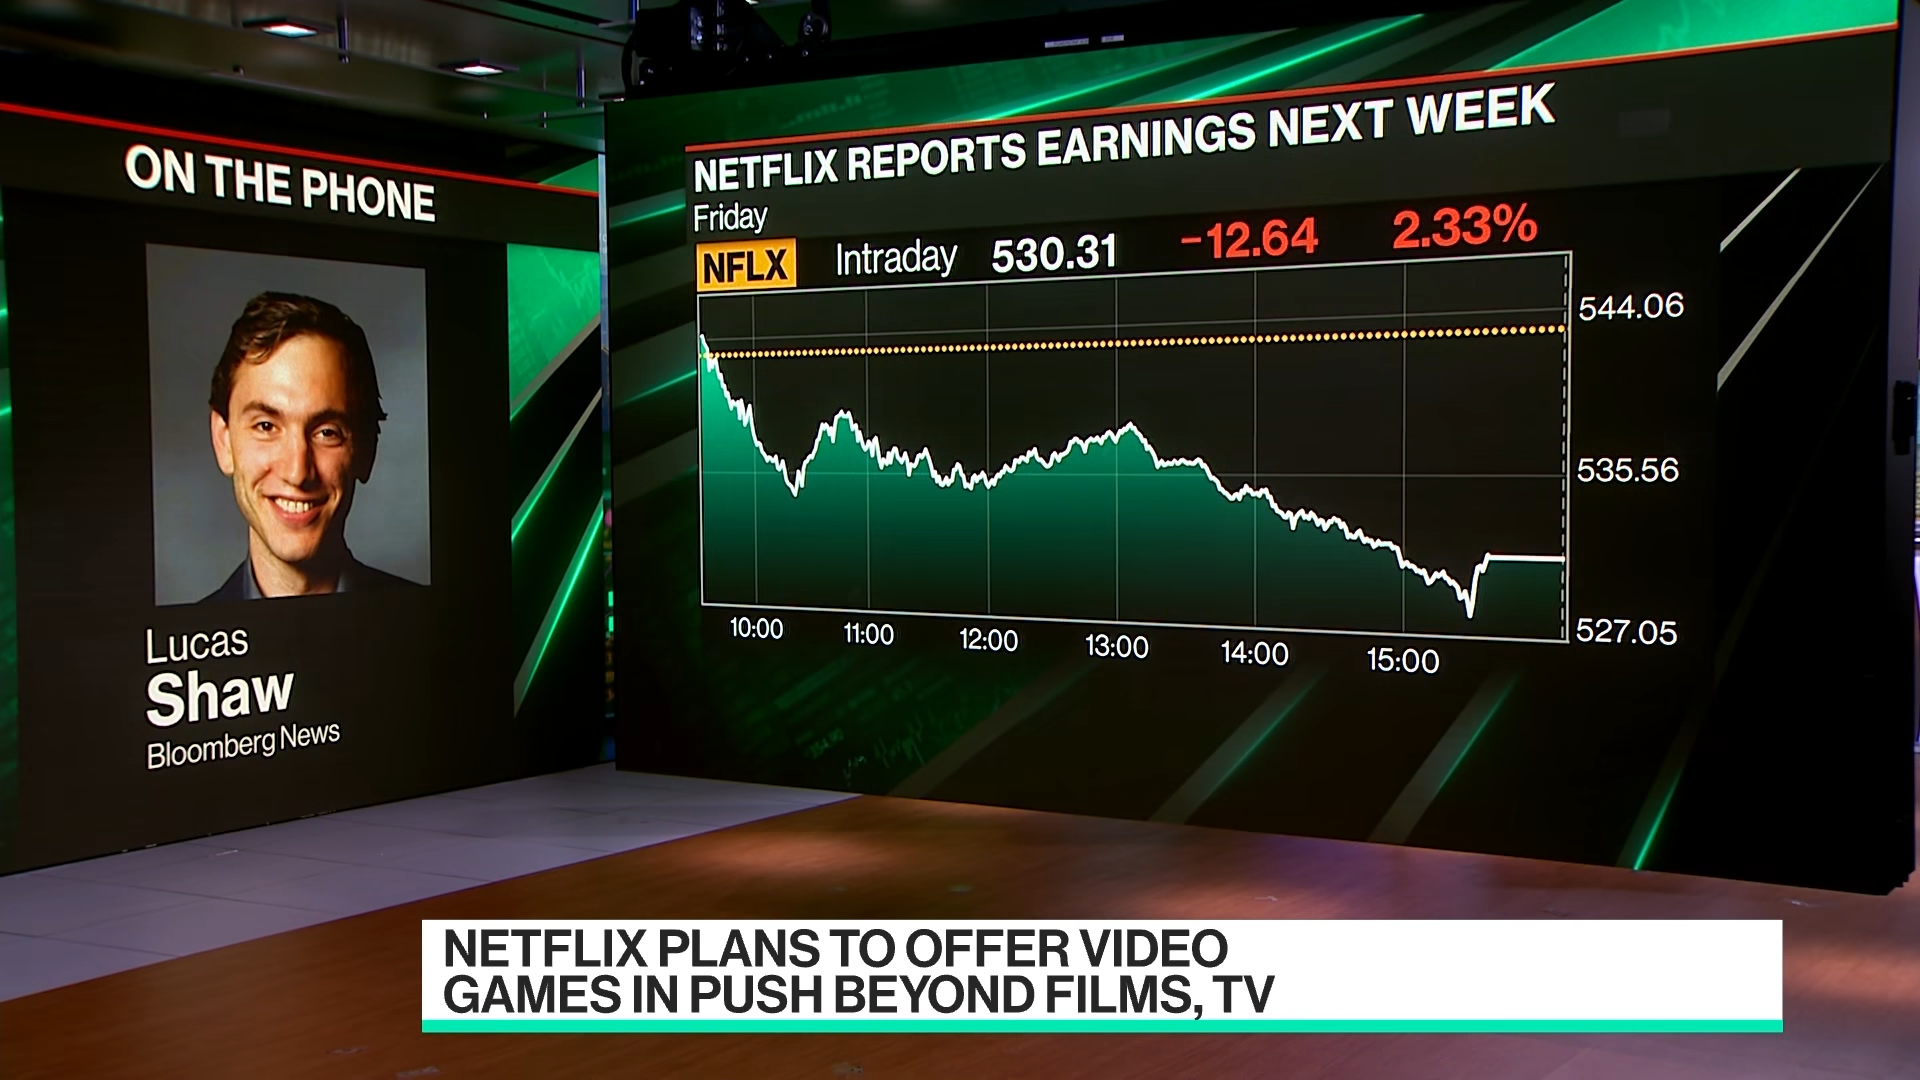 ON THE PHONE
Lucas
Shaw
Bloomberg News
NETFLIX REPORTS EARNINGS NEXT WEEK
Friday
NFLX Intraday 530.31 -12.64 2.33%
544.06
535.56
527.05
10:00 11:00 12:00 13:00 14:00 15:00
NETFLIX PLANS TO OFFER VIDEO
GAMES IN PUSH BEYOND FILMS, TV